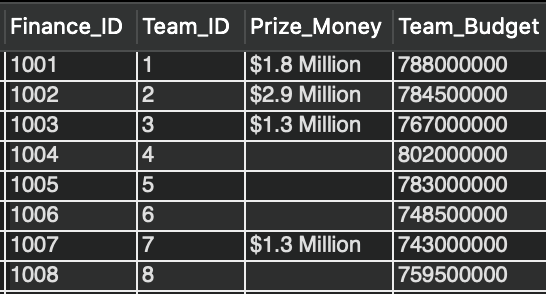 Finance_ID Team_ID Prize_Money Team_Budget
1001 1 $1.8 Million 788000000
1002 2 $2.9 Million 784500000
1003 3 $1.3 Million 767000000
1004 4 802000000
1005 5 783000000
1006 6 748500000
1007 7 $1.3 Million 743000000
1008 8 759500000